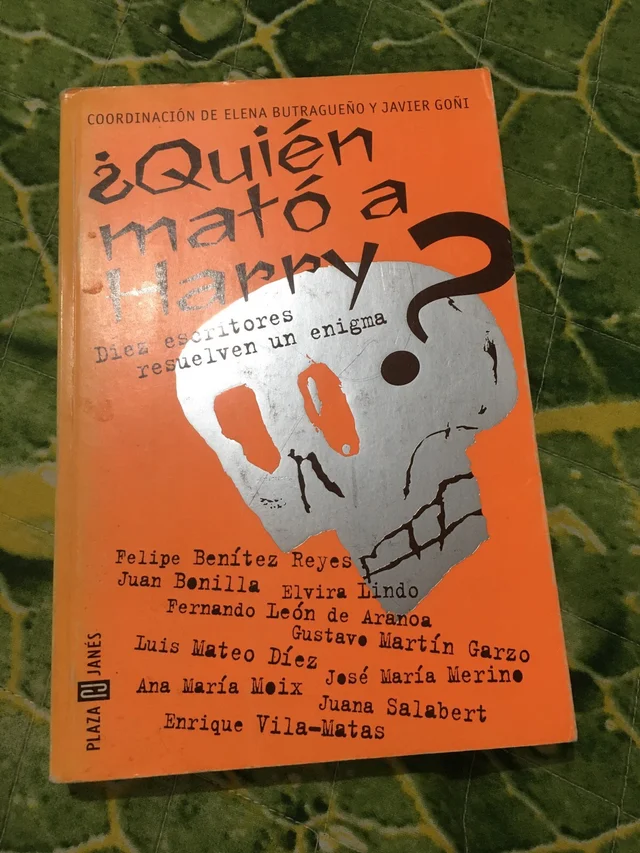 COORDINACIÓN DE ELENA BUTRAGUEÑO Y JAVIER GOÑI
¿Quién
mató a
Harry?
Diez escritores
resuelven un enigma
Felipe Benítez Reyes
Juan Bonilla Elvira Lindo
Fernando León de Aranoa
Gustavo Martín Garzo
Luis Mateo Díez
José María Merino
Ana María Moix
Juana Salabert
Enrique Vila-Matas
PLAZA JANÉS